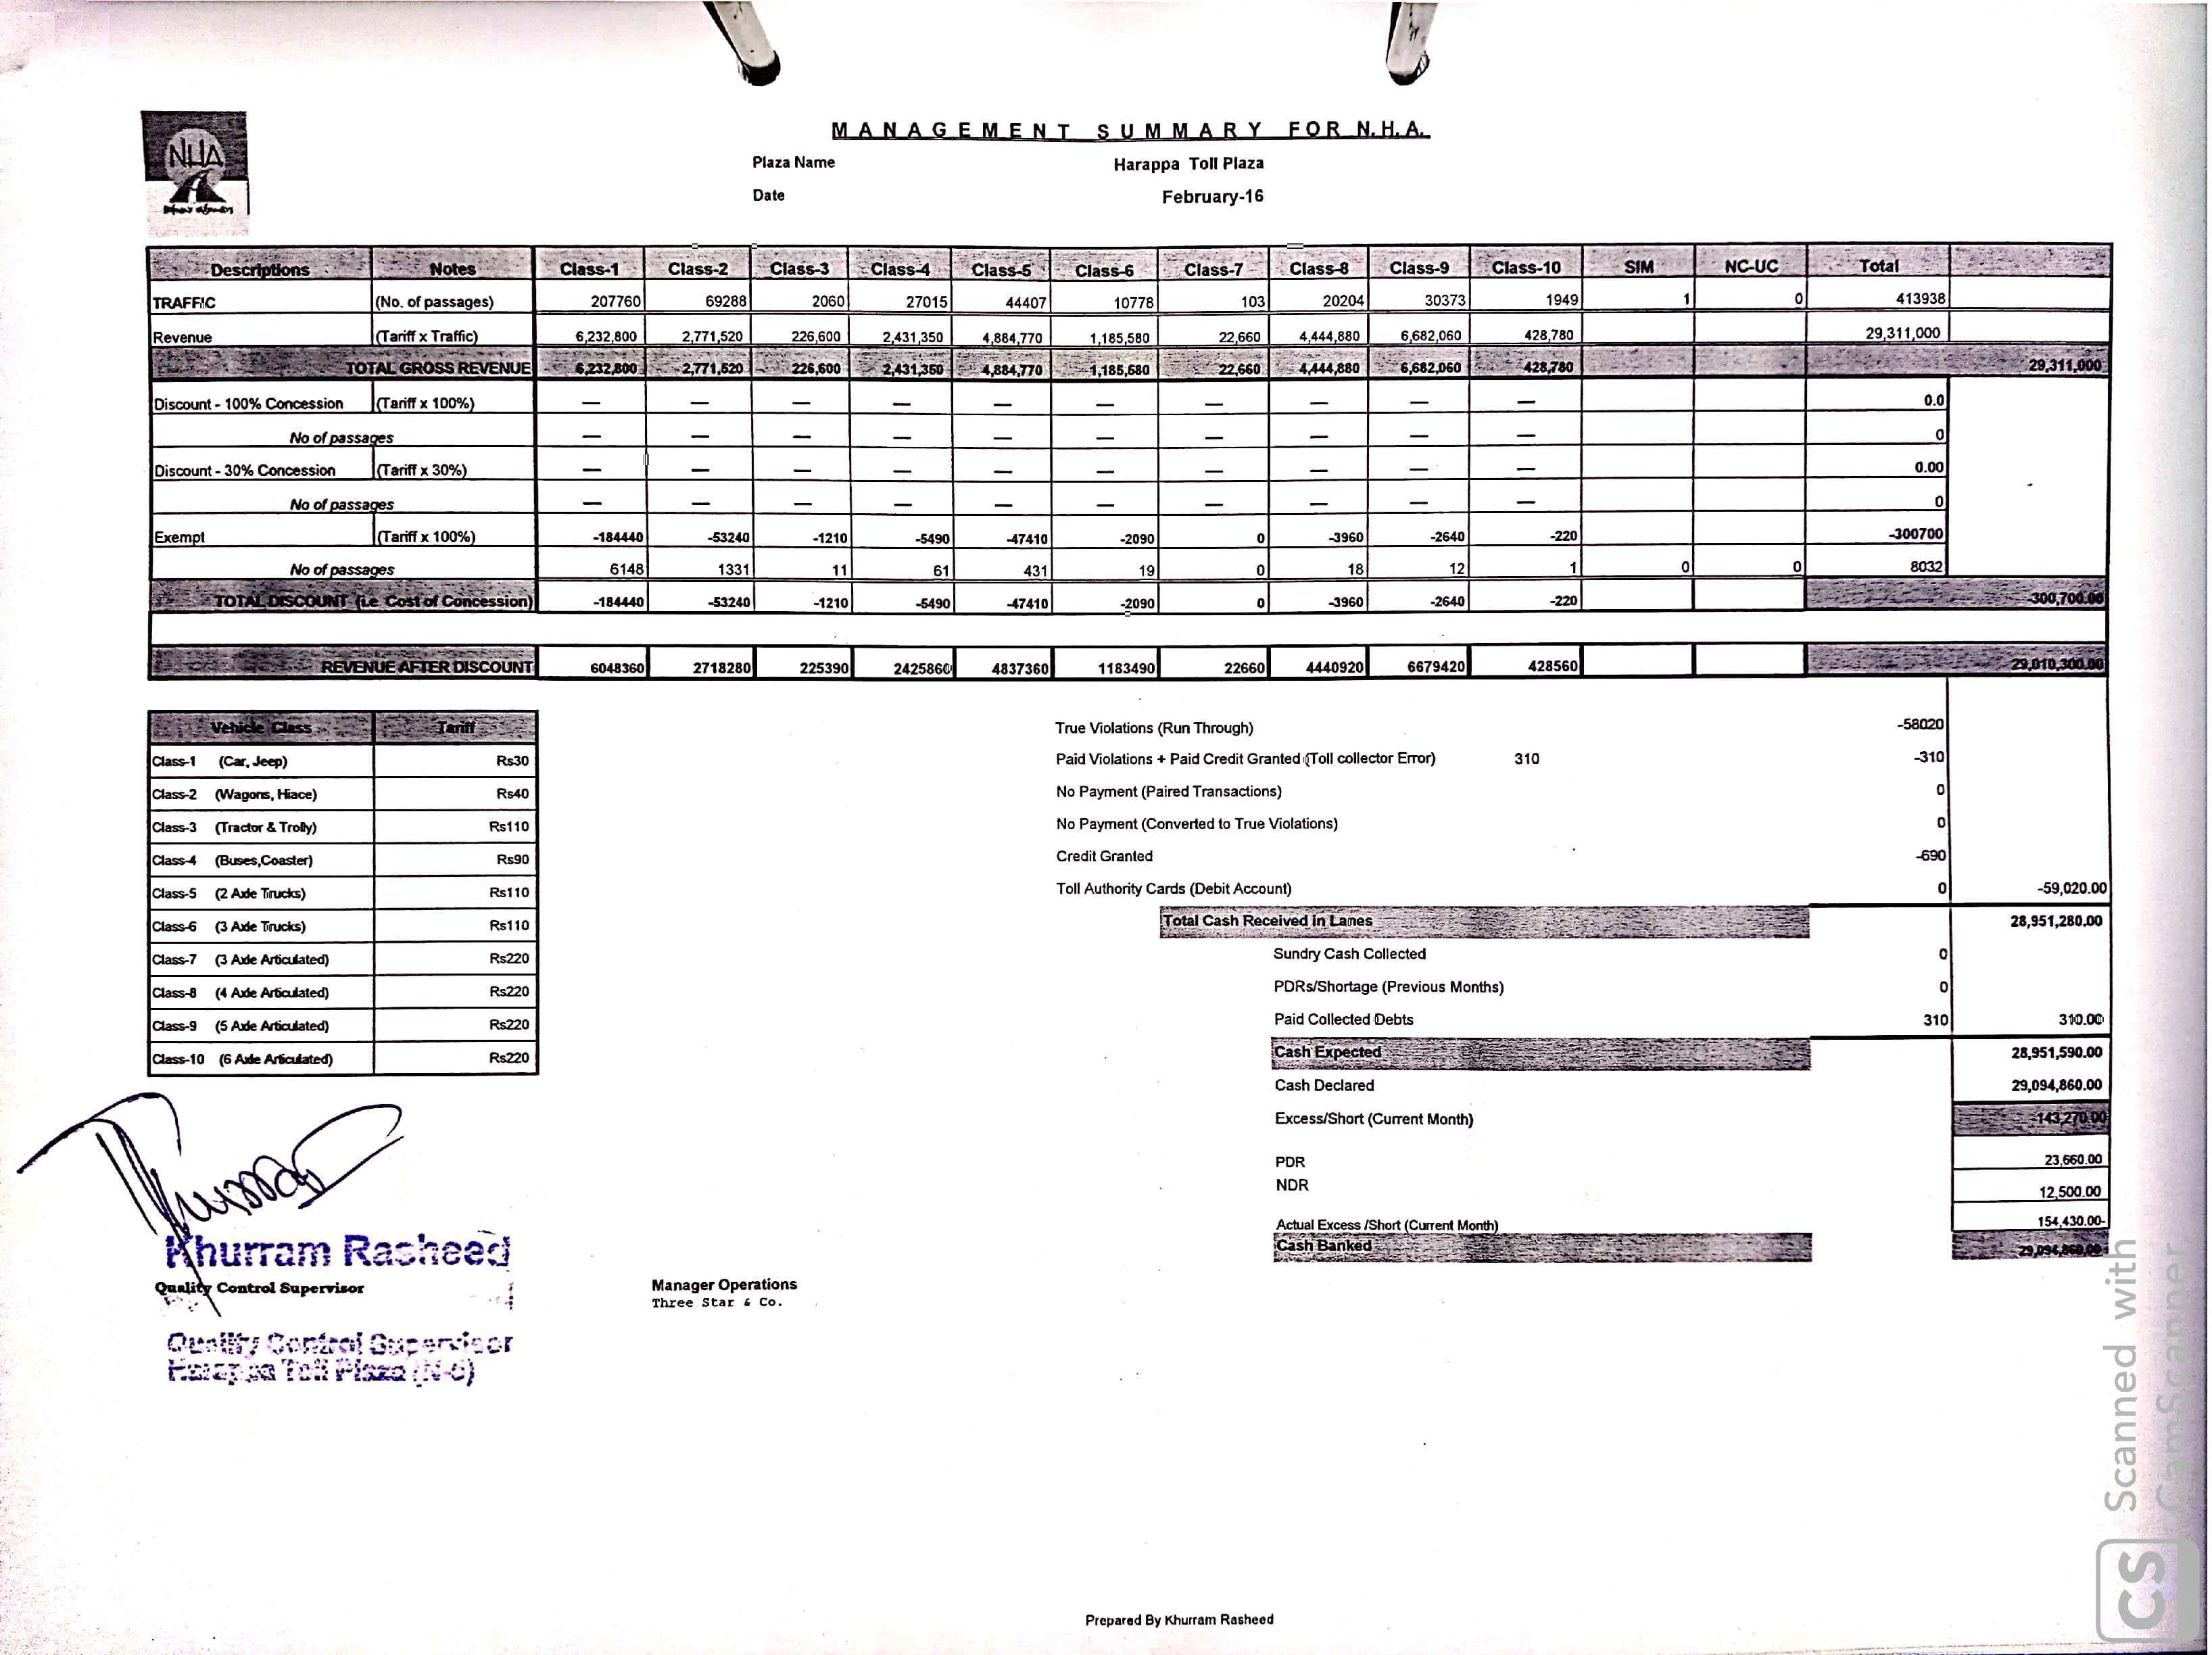 NHA
MANAGEMENT SUMMARY FOR N.H.A.
Plaza Name Harappa Toll Plaza
Date February-16
Descriptions Notes Class-1 Class-2 Class-3 Class-4 Class-5 Class-6 Class-7 Class-8 Class-9 Class-10 SIM NC-UC Total
TRAFFIC (No. of passages) 207760 69288 2060 27015 44407 10778 103 20204 30373 1949 1 0 413938
Revenue (Tariff x Traffic) 6,232,800 2,771,520 226,600 2,431,350 4,884,770 1,185,580 22,660 4,444,880 6,682,060 428,780 29,311,000
TOTAL GROSS REVENUE 6,232,800 2,771,520 226,600 2,431,350 4,884,770 1,185,580 22,660 4,444,880 6,682,060 428,780 29,311,000
Discount - 100% Concession (Tariff x 100%) — — — — — — — — — — 0.0
No of passages — — — — — — — — — — 0
Discount - 30% Concession (Tariff x 30%) — — — — — — — — — — 0.00
No of passages — — — — — — — — — — 0
Exempt (Tariff x 100%) -184440 -53240 -1210 -5490 -47410 -2090 0 -3960 -2640 -220 -300700
No of passages 6148 1331 11 61 431 19 0 18 12 1 0 0 8032
TOTAL DISCOUNT (i.e Cost of Concession) -184440 -53240 -1210 -5490 -47410 -2090 0 -3960 -2640 -220 -300,700.00
REVENUE AFTER DISCOUNT 6048360 2718280 225390 2425860 4837360 1183490 22660 4440920 6679420 428560 29,010,300.00
Vehicle Class Tariff
Class-1 (Car, Jeep) Rs30
Class-2 (Wagons, Hiace) Rs40
Class-3 (Tractor & Trolly) Rs110
Class-4 (Buses,Coaster) Rs90
Class-5 (2 Axle Trucks) Rs110
Class-6 (3 Axle Trucks) Rs110
Class-7 (3 Axle Articulated) Rs220
Class-8 (4 Axle Articulated) Rs220
Class-9 (5 Axle Articulated) Rs220
Class-10 (6 Axle Articulated) Rs220
True Violations (Run Through) -58020
Paid Violations + Paid Credit Granted (Toll collector Error) 310 -310
No Payment (Paired Transactions) 0
No Payment (Converted to True Violations) 0
Credit Granted -690
Toll Authority Cards (Debit Account) 0 -59,020.00
Total Cash Received in Lanes 28,951,280.00
Sundry Cash Collected 0
PDRs/Shortage (Previous Months) 0
Paid Collected Debts 310 310.00
Cash Expected 28,951,590.00
Cash Declared 29,094,860.00
Excess/Short (Current Month) -143,270.00
PDR 23,660.00
NDR 12,500.00
Actual Excess /Short (Current Month) 154,430.00-
Cash Banked 29,094,860.00
Khurram Rasheed
Quality Control Supervisor
Quality Control Supervisor
Harappa Toll Plaza (N-5)
Manager Operations
Three Star & Co.
Prepared By Khurram Rasheed
CS Scanned with
CamScanner